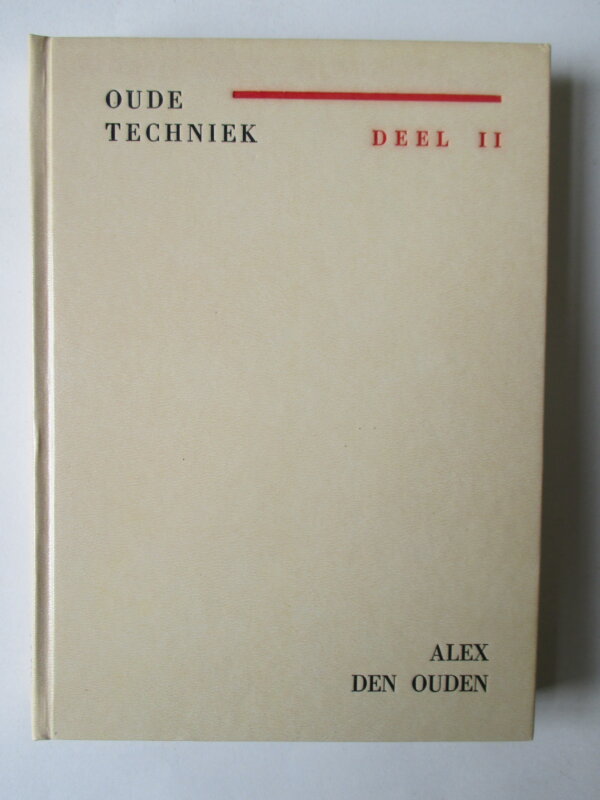 OUDE
TECHNIEK
DEEL II
ALEX
DEN OUDEN